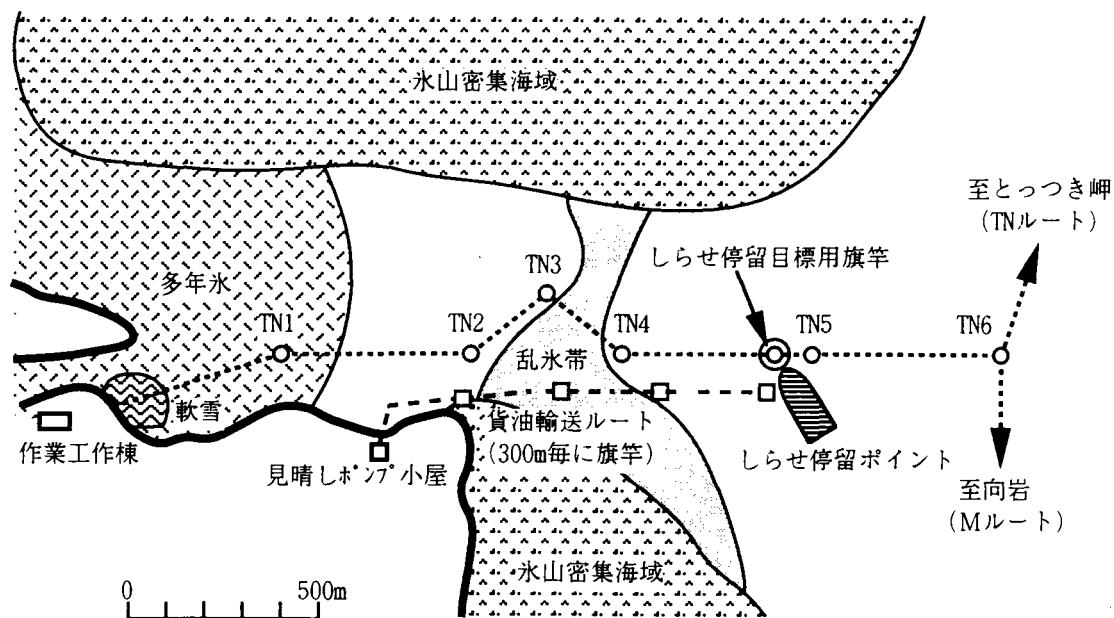 氷山密集海域
至とっつき岬
(TNルート)
しらせ停留目標用旗竿
TN3
多年氷
TN1
TN2
TN4
TN5
TN6
乱氷帯
軟雪
貨油輸送ルート
(300m毎に旗竿)
作業工作棟
見晴しポンプ小屋
しらせ停留ポイント
至向岩
(Mルート)
氷山密集海域
0
500m